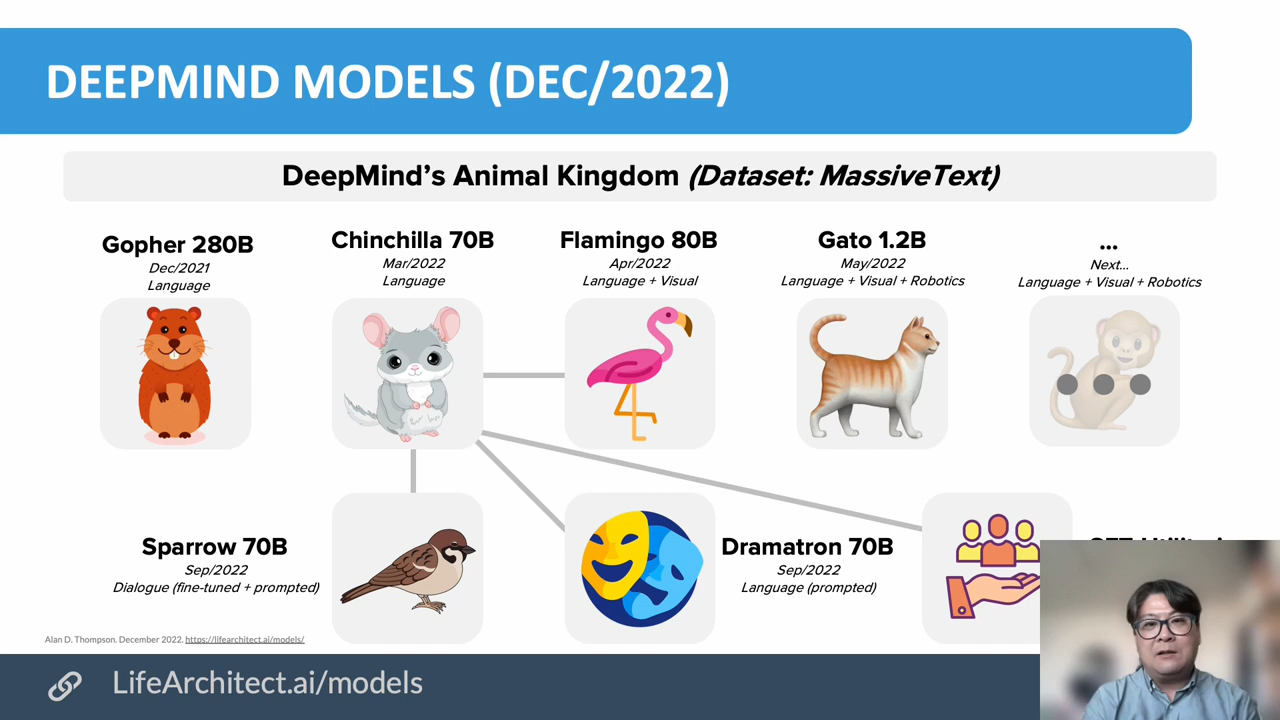 DEEPMIND MODELS (DEC/2022)
DeepMind's Animal Kingdom (Dataset: MassiveText)
Gopher 280B
Dec/2021
Language
Chinchilla 70B
Mar/2022
Language
Flamingo 80B
Apr/2022
Language + Visual
Gato 1.2B
May/2022
Language + Visual + Robotics
...
Next...
Language + Visual + Robotics
Sparrow 70B
Sep/2022
Dialogue (fine-tuned + prompted)
Dramatron 70B
Sep/2022
Language (prompted)
Alan D. Thompson. December 2022. https://lifearchitect.ai/models/
LifeArchitect.ai/models